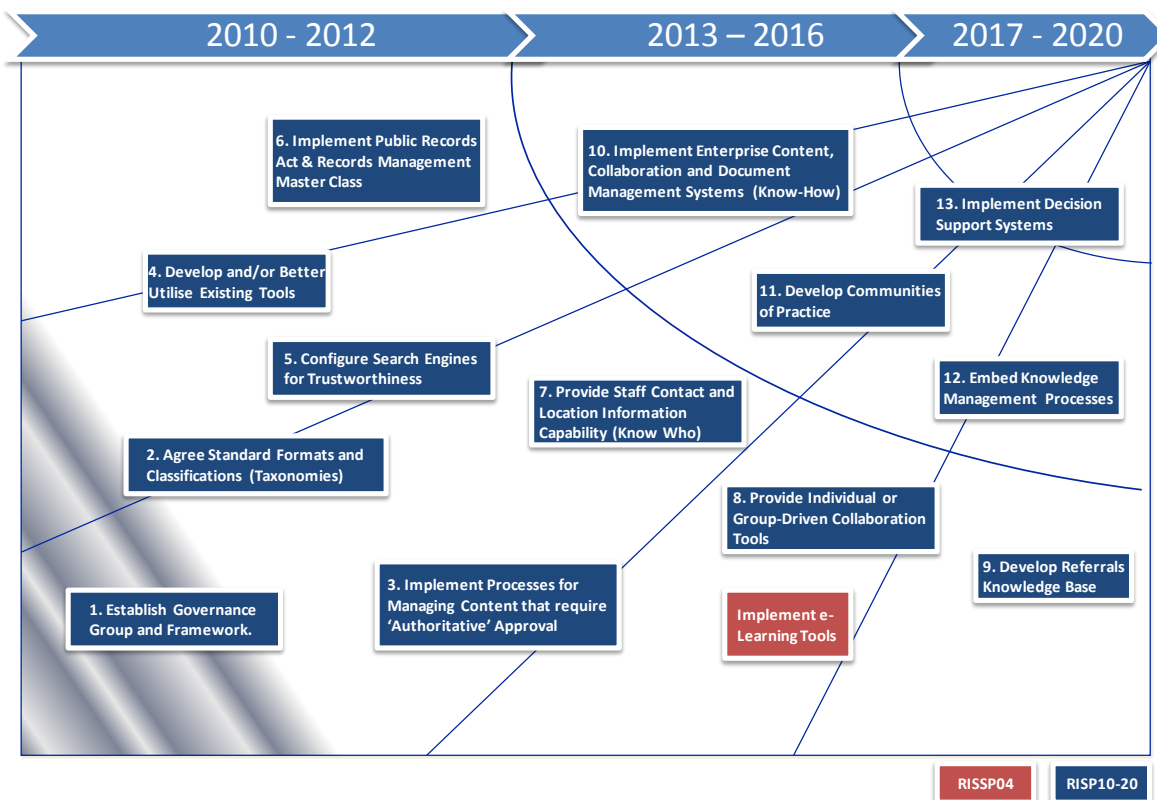 2010 - 2012
2013 – 2016
2017 - 2020
6. Implement Public Records
Act & Records Management
Master Class
10. Implement Enterprise Content,
Collaboration and Document
Management Systems (Know-How)
13. Implement Decision
Support Systems
4. Develop and/or Better
Utilise Existing Tools
11. Develop Communities
of Practice
5. Configure Search Engines
for Trustworthiness
12. Embed Knowledge
Management Processes
7. Provide Staff Contact and
Location Information
Capability (Know Who)
2. Agree Standard Formats and
Classifications (Taxonomies)
8. Provide Individual or
Group-Driven Collaboration
Tools
9. Develop Referrals
Knowledge Base
3. Implement Processes for
Managing Content that require
‘Authoritative’ Approval
1. Establish Governance
Group and Framework.
Implement e-
Learning Tools
RISSP04
RISP10-20